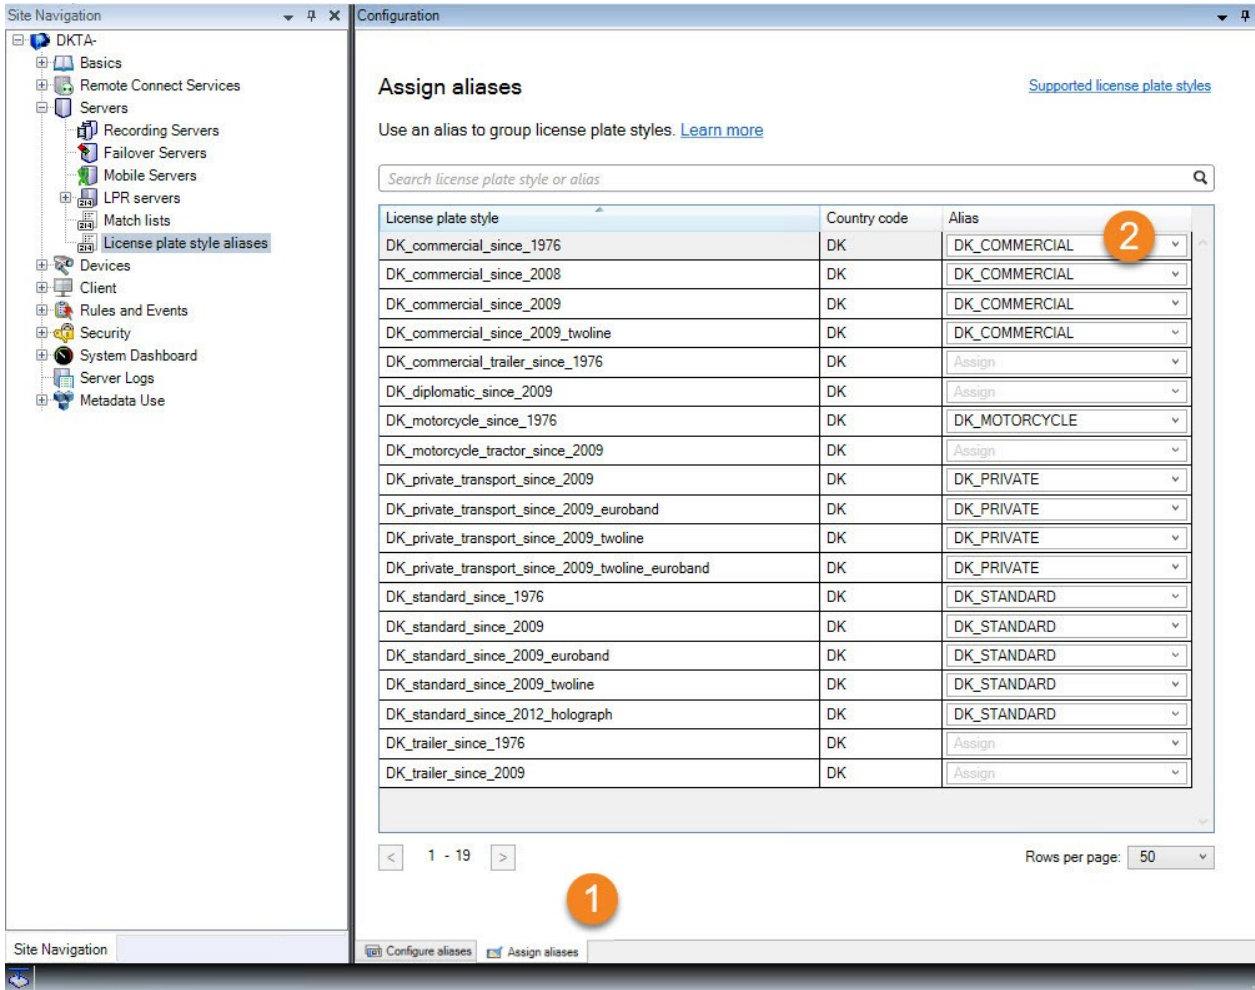 Site Navigation
DKTA-
Basics
Remote Connect Services
Servers
Recording Servers
Failover Servers
Mobile Servers
LPR servers
Match lists
License plate style aliases
Devices
Client
Rules and Events
Security
System Dashboard
Server Logs
Metadata Use
Site Navigation
Configuration
Assign aliases
Supported license plate styles
Use an alias to group license plate styles. Learn more
Search license plate style or alias
License plate style Country code Alias
DK_commercial_since_1976 DK DK_COMMERCIAL
2
DK_commercial_since_2008 DK DK_COMMERCIAL
DK_commercial_since_2009 DK DK_COMMERCIAL
DK_commercial_since_2009_twoline DK DK_COMMERCIAL
DK_commercial_trailer_since_1976 DK Assign
DK_diplomatic_since_2009 DK Assign
DK_motorcycle_since_1976 DK DK_MOTORCYCLE
DK_motorcycle_tractor_since_2009 DK Assign
DK_private_transport_since_2009 DK DK_PRIVATE
DK_private_transport_since_2009_euroband DK DK_PRIVATE
DK_private_transport_since_2009_twoline DK DK_PRIVATE
DK_private_transport_since_2009_twoline_euroband DK DK_PRIVATE
DK_standard_since_1976 DK DK_STANDARD
DK_standard_since_2009 DK DK_STANDARD
DK_standard_since_2009_euroband DK DK_STANDARD
DK_standard_since_2009_twoline DK DK_STANDARD
DK_standard_since_2012_holograph DK DK_STANDARD
DK_trailer_since_1976 DK Assign
DK_trailer_since_2009 DK Assign
< 1 - 19 >
Rows per page: 50
1
Configure aliases Assign aliases